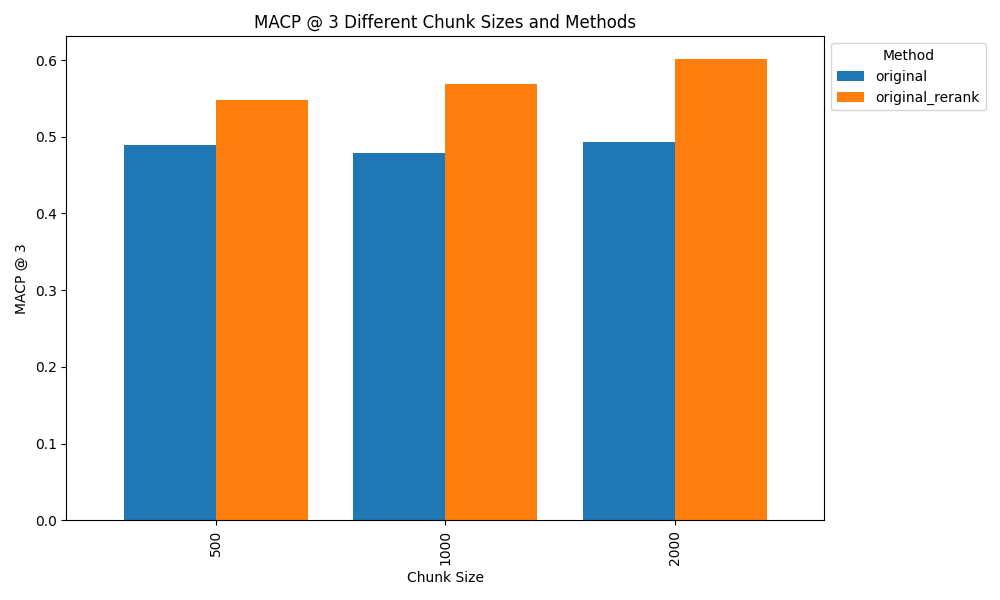 MACP @ 3 Different Chunk Sizes and Methods
Method
original
original_rerank
0.6
0.5
0.4
0.3
0.2
0.1
0.0
MACP @ 3
500
1000
2000
Chunk Size